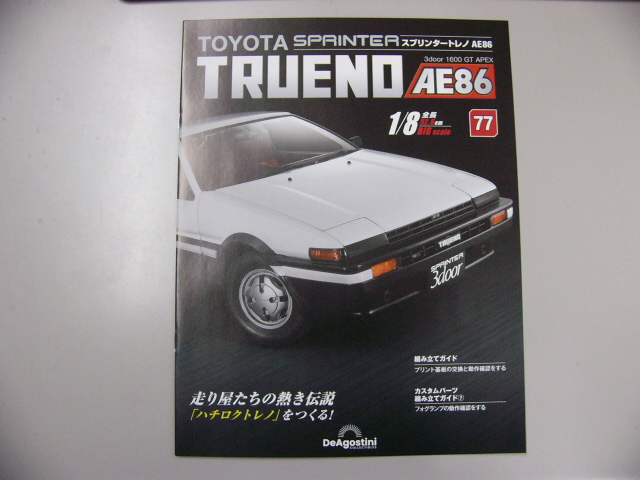 TOYOTA SPRINTER スプリンタートレノ AE86
3door 1600 GT APEX
TRUENO AE86
1/8 全長 cm
BIG scale
77
TRUENO
SPRINTER
3door
組み立てガイド
プリント基板の交換と動作確認をする
カスタムパーツ
組み立てガイド⑦
フォグランプの動作確認をする
走り屋たちの熱き伝説
「ハチロクトレノ」をつくる!
DeAgostini